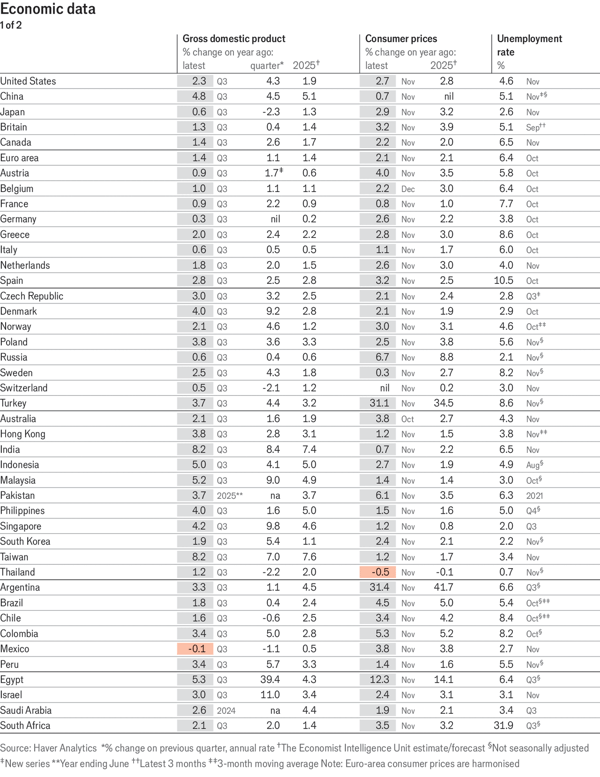 Economic data
1 of 2
Gross domestic product Consumer prices Unemployment
% change on year ago: % change on year ago: rate
latest quarter* 2025† latest 2025† %
United States 2.3 Q3 4.3 1.9 2.7 Nov 2.8 4.6 Nov
China 4.8 Q3 4.5 5.1 0.7 Nov nil 5.1 Nov‡§
Japan 0.6 Q3 -2.3 1.3 2.9 Nov 3.2 2.6 Nov
Britain 1.3 Q3 0.4 1.4 3.2 Nov 3.9 5.1 Sep††
Canada 1.4 Q3 2.6 1.7 2.2 Nov 2.0 6.5 Nov
Euro area 1.4 Q3 1.1 1.4 2.1 Nov 2.1 6.4 Oct
Austria 0.9 Q3 1.7‡ 0.6 4.0 Nov 3.5 5.8 Oct
Belgium 1.0 Q3 1.1 1.1 2.2 Dec 3.0 6.4 Oct
France 0.9 Q3 2.2 0.9 0.8 Nov 1.0 7.7 Oct
Germany 0.3 Q3 nil 0.2 2.6 Nov 2.2 3.8 Oct
Greece 2.0 Q3 2.4 2.2 2.8 Nov 3.0 8.6 Oct
Italy 0.6 Q3 0.5 0.5 1.1 Nov 1.7 6.0 Oct
Netherlands 1.8 Q3 2.0 1.5 2.6 Nov 3.0 4.0 Nov
Spain 2.8 Q3 2.5 2.8 3.2 Nov 2.5 10.5 Oct
Czech Republic 3.0 Q3 3.2 2.5 2.1 Nov 2.4 2.8 Q3‡
Denmark 4.0 Q3 9.2 2.8 2.1 Nov 1.9 2.9 Oct
Norway 2.1 Q3 4.6 1.2 3.0 Nov 3.1 4.6 Oct‡‡
Poland 3.8 Q3 3.6 3.3 2.5 Nov 3.8 5.6 Nov§
Russia 0.6 Q3 0.4 0.6 6.7 Nov 8.8 2.1 Nov§
Sweden 2.5 Q3 4.3 1.8 0.3 Nov 2.7 8.2 Nov§
Switzerland 0.5 Q3 -2.1 1.2 nil Nov 0.2 3.0 Nov
Turkey 3.7 Q3 4.4 3.2 31.1 Nov 34.5 8.6 Nov§
Australia 2.1 Q3 1.6 1.9 3.8 Oct 2.7 4.3 Nov
Hong Kong 3.8 Q3 2.8 3.1 1.2 Nov 1.5 3.8 Nov‡‡
India 8.2 Q3 8.4 7.4 0.7 Nov 2.2 6.5 Nov
Indonesia 5.0 Q3 4.1 5.0 2.7 Nov 1.9 4.9 Aug§
Malaysia 5.2 Q3 9.0 4.9 1.4 Nov 1.4 3.0 Oct§
Pakistan 3.7 2025** na 3.7 6.1 Nov 3.5 6.3 2021
Philippines 4.0 Q3 1.6 5.0 1.5 Nov 1.6 5.0 Q4§
Singapore 4.2 Q3 9.8 4.6 1.2 Nov 0.8 2.0 Q3
South Korea 1.9 Q3 5.4 1.1 2.4 Nov 2.1 2.2 Nov§
Taiwan 8.2 Q3 7.0 7.6 1.2 Nov 1.7 3.4 Nov
Thailand 1.2 Q3 -2.2 2.0 -0.5 Nov -0.1 0.7 Nov§
Argentina 3.3 Q3 1.1 4.5 31.4 Nov 41.7 6.6 Q3§
Brazil 1.8 Q3 0.4 2.4 4.5 Nov 5.0 5.4 Oct§‡‡
Chile 1.6 Q3 -0.6 2.5 3.4 Nov 4.2 8.4 Oct§‡‡
Colombia 3.4 Q3 5.0 2.8 5.3 Nov 5.2 8.2 Oct§
Mexico -0.1 Q3 -1.1 0.5 3.8 Nov 3.8 2.7 Nov
Peru 3.4 Q3 5.7 3.3 1.4 Nov 1.6 5.5 Nov§
Egypt 5.3 Q3 39.4 4.3 12.3 Nov 14.1 6.4 Q3§
Israel 3.0 Q3 11.0 3.4 2.4 Nov 3.1 3.1 Nov
Saudi Arabia 2.6 2024 na 4.4 1.9 Nov 2.1 3.4 Q3
South Africa 2.1 Q3 2.0 1.4 3.5 Nov 3.2 31.9 Q3§
Source: Haver Analytics *% change on previous quarter, annual rate †The Economist Intelligence Unit estimate/forecast §Not seasonally adjusted
‡New series **Year ending June ††Latest 3 months ‡‡3-month moving average Note: Euro-area consumer prices are harmonised